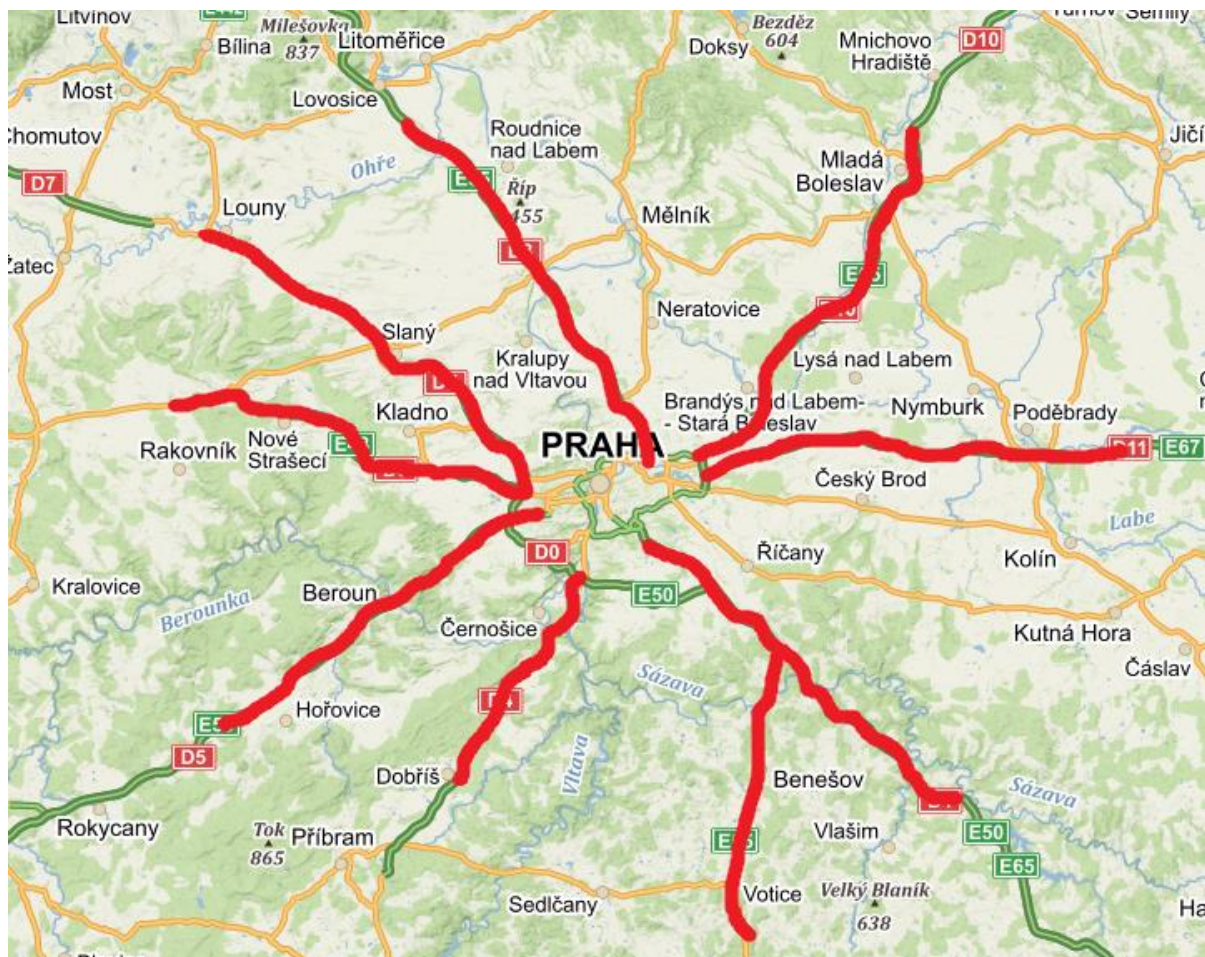 Litvínov
Bílina
Milešovka
837
Litoměřice
Bezděz
604
Doksy
Mnichovo
Hradiště
D10
Most
Lovosice
Chomutov
Roudnice
nad Labem
Jičí
Ohře
Mladá
Boleslav
D7
Říp
Louny
Mělník
Žatec
Neratovice
Slaný
Kralupy
nad Vltavou
Lysá nad Labem
Kladno
Brandýs nad Labem-
- Stará Boleslav
Nymburk
Poděbrady
Rakovník
Nové
Strašecí
PRAHA
D11
E67
Český Brod
Labe
D0
Říčany
Kolín
Kralovice
Beroun
E50
Berounka
Černošice
Kutná Hora
Čáslav
Sázava
Hořovice
D5
Vltava
Dobříš
Benešov
Sázava
Rokycany
Tok
865
Příbram
Vlašim
E50
E65
Sedlčany
Votice
Velký Blaník
638